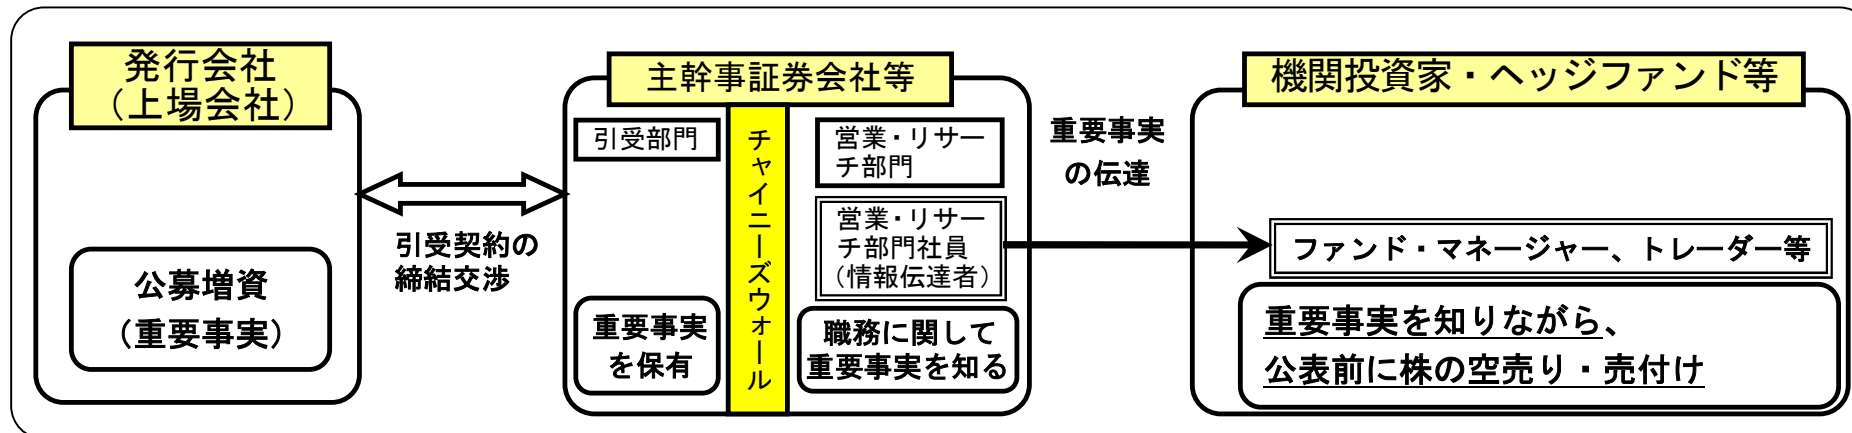 発行会社
（上場会社）
公募増資
（重要事実）
引受契約の
締結交渉
主幹事証券会社等
引受部門
重要事実
を保有
チャイニーズウォール
営業・リサー
チ部門
営業・リサー
チ部門社員
（情報伝達者）
職務に関して
重要事実を知る
重要事実
の伝達
機関投資家・ヘッジファンド等
ファンド・マネージャー、トレーダー等
重要事実を知りながら、
公表前に株の空売り・売付け